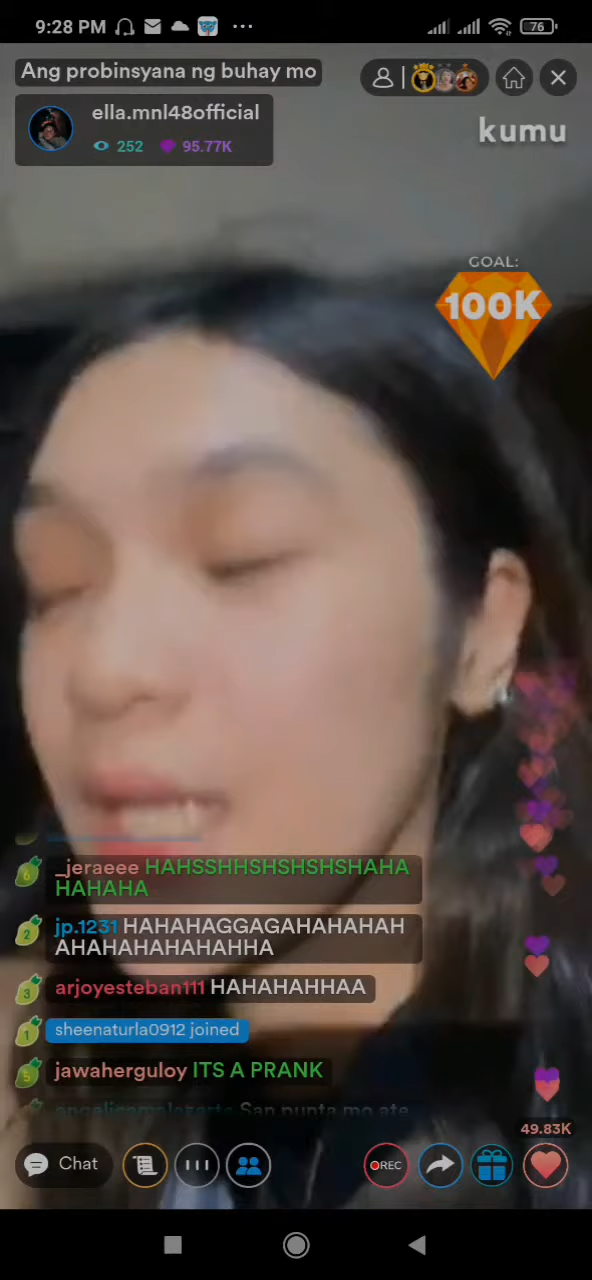 9:28 PM
76
Ang probinsyana ng buhay mo
ella.mnl48official
252 95.77K
kumu
GOAL:
100K
6 _jeraeee HAHSSHHSHSHSHSHAHA
HAHAHA
2 jp.1231 HAHAHAGGAGAHAHAHAH
AHAHAHAHAHAHHA
3 arjoyesteban111 HAHAHAHHAA
1 sheenaturla0912 joined
5 jawaherguloy ITS A PRANK
San punta mo ate
49.83K
Chat
REC